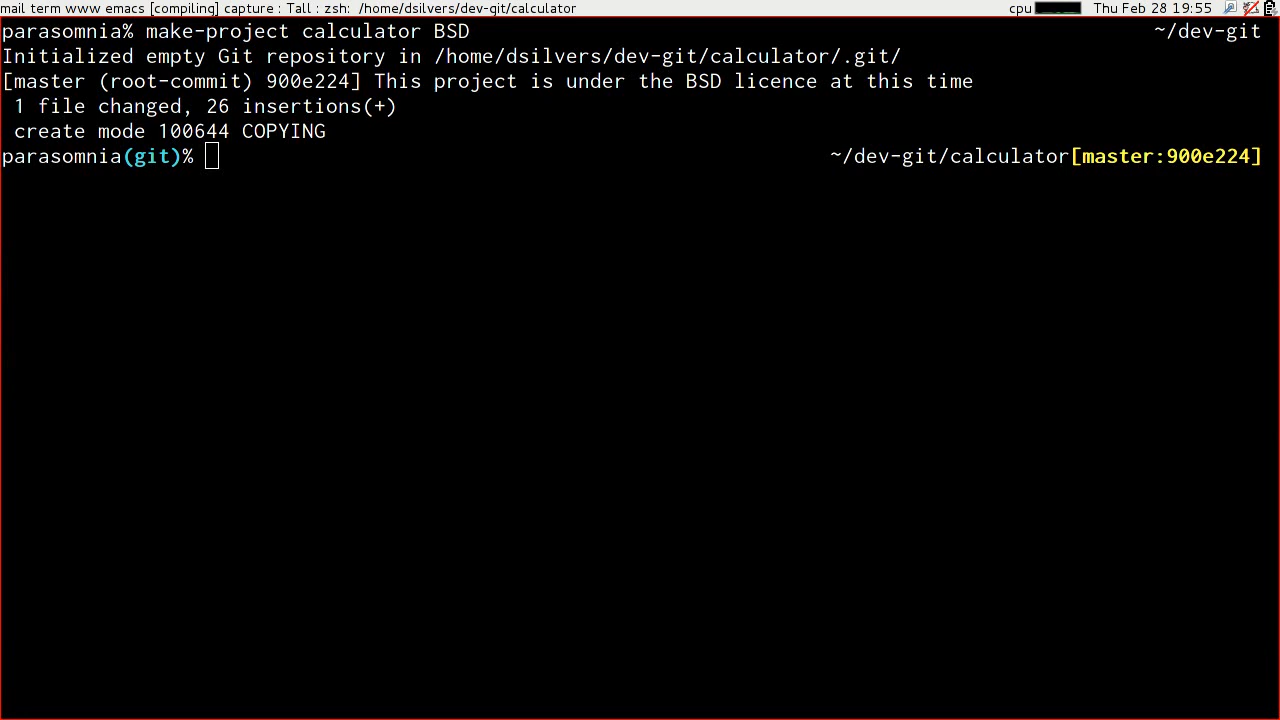 mail term www emacs [compiling] capture : Tall : zsh: /home/dsilvers/dev-git/calculator cpu Thu Feb 28 19:55
parasomnia% make-project calculator BSD ~/dev-git
Initialized empty Git repository in /home/dsilvers/dev-git/calculator/.git/
[master (root-commit) 900e224] This project is under the BSD licence at this time
1 file changed, 26 insertions(+)
create mode 100644 COPYING
parasomnia(git)% ~/dev-git/calculator[master:900e224]